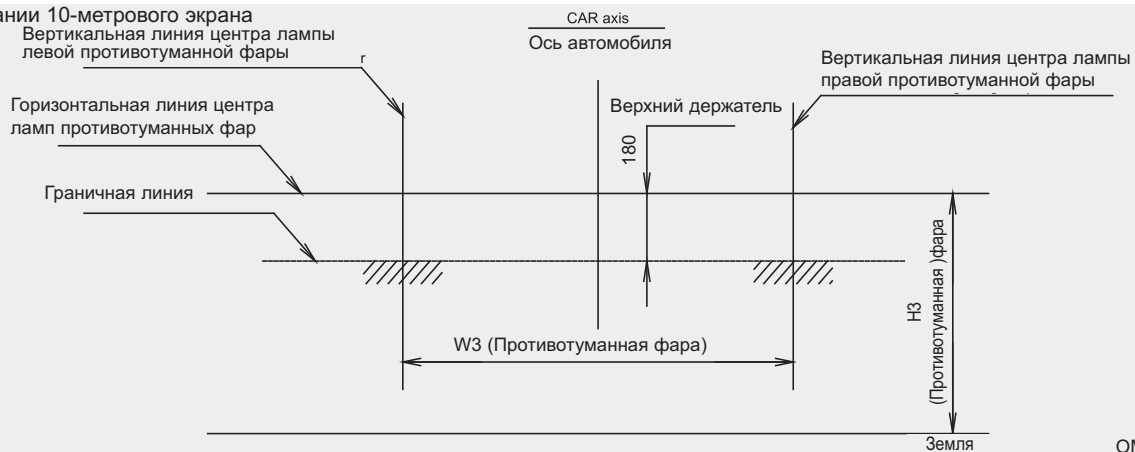 ании 10-метрового экрана
CAR axis
Ось автомобиля
Вертикальная линия центра лампы
левой противотуманной фары
r
Вертикальная линия центра лампы
правой противотуманной фары
Горизонтальная линия центра
ламп противотуманных фар
Верхний держатель
180
Граничная линия
W3 (Противотуманная фара)
H3
(Противотуманная )фара
Земля